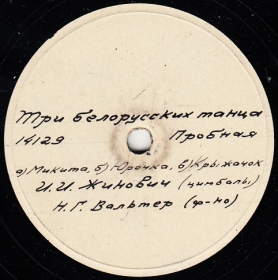 Три белорусских танца
14129 Пробная
а) Микита, б) Юрочка, в) Крыжачок
И.И. Жинович (цимбалы)
Н.Г. Вальтер (ф-но)